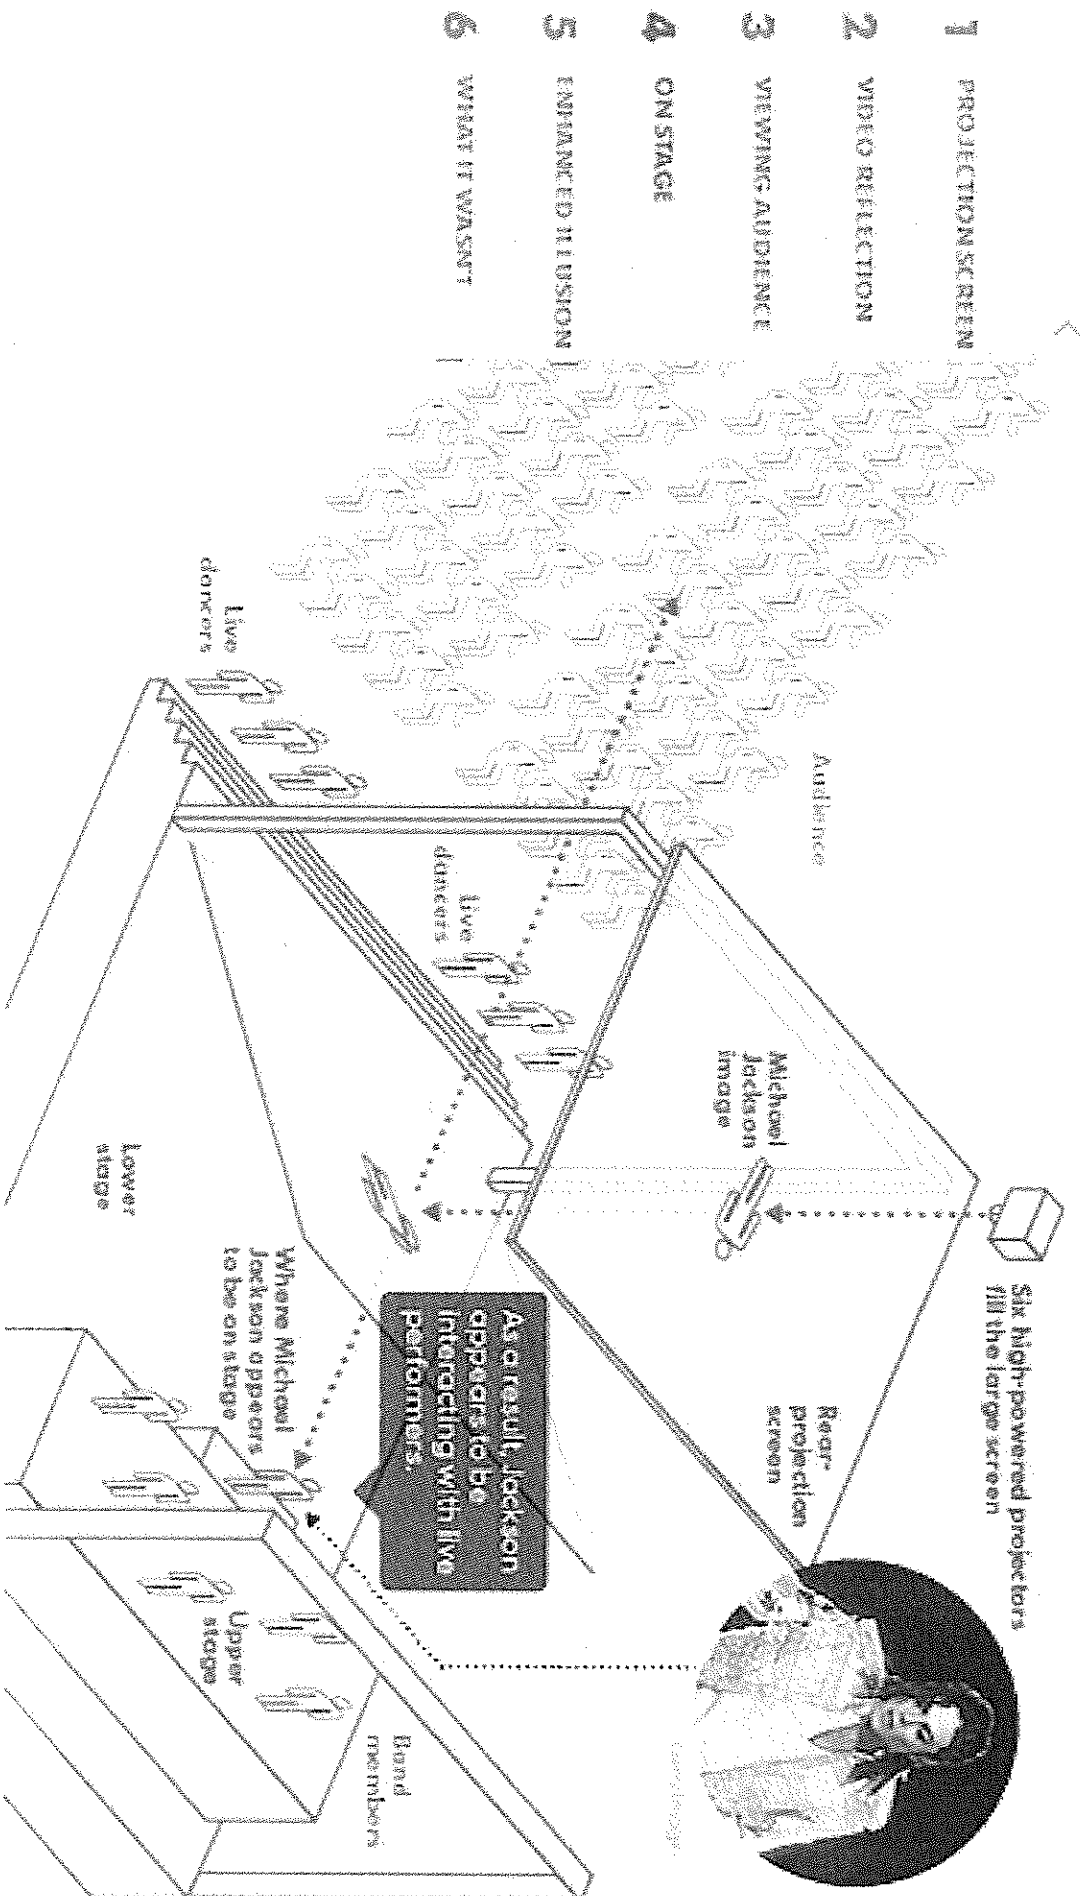 1 PROJECTION SCREEN
2 VIDEO REFLECTION
3 VIEWING AUDIENCE
4 ON STAGE
5 ENHANCED ILLUSION
6 WHAT IT WASN'T
Six high-powered projectors
fill the large screen
Audience
Rear-
projection
screen
Michael
Jackson
image
Live
dancers
Live
dancers
As a result, Jackson
appears to be
interacting with live
performers.
Where Michael
Jackson appears
to be on stage
Lower
stage
Upper
stage
Band
members